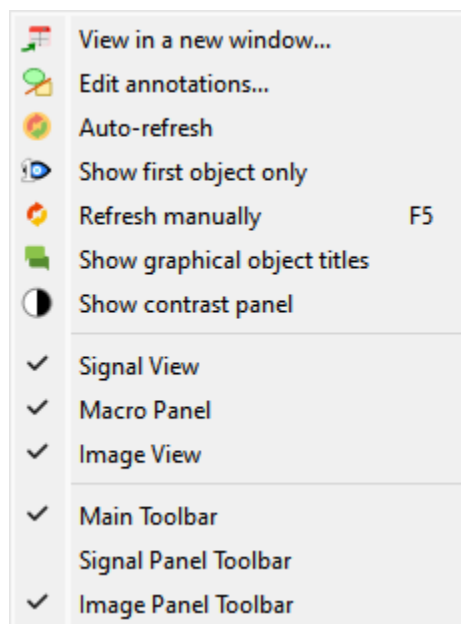 View in a new window...
Edit annotations...
Auto-refresh
Show first object only
Refresh manually F5
Show graphical object titles
Show contrast panel
Signal View
Macro Panel
Image View
Main Toolbar
Signal Panel Toolbar
Image Panel Toolbar